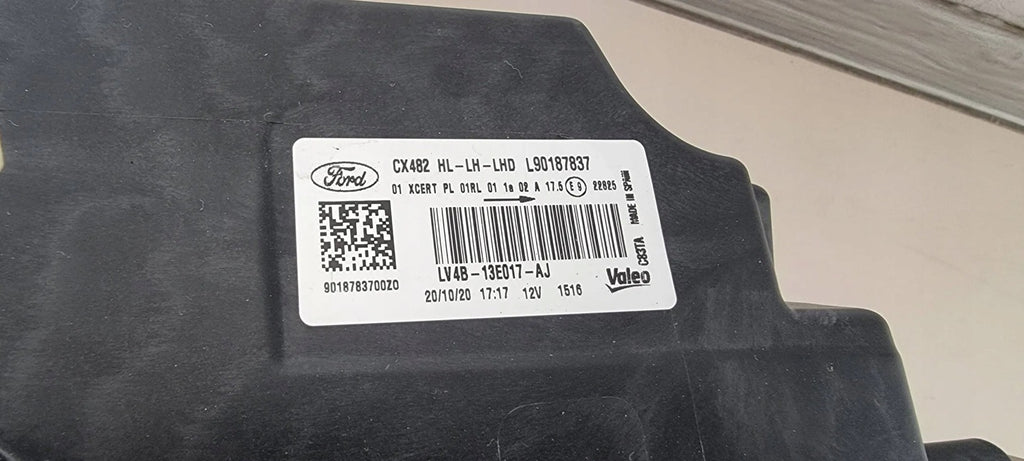 Ford
CX482 HL-LH-LHD L90187837
01 XCERT PL 01RL 01 1a 02 A 17.5 E9 22825
9018783700Z0
LV4B-13E017-AJ
20/10/20 17:17 12V 1516
Valeo
C83TA MADE IN SPAIN